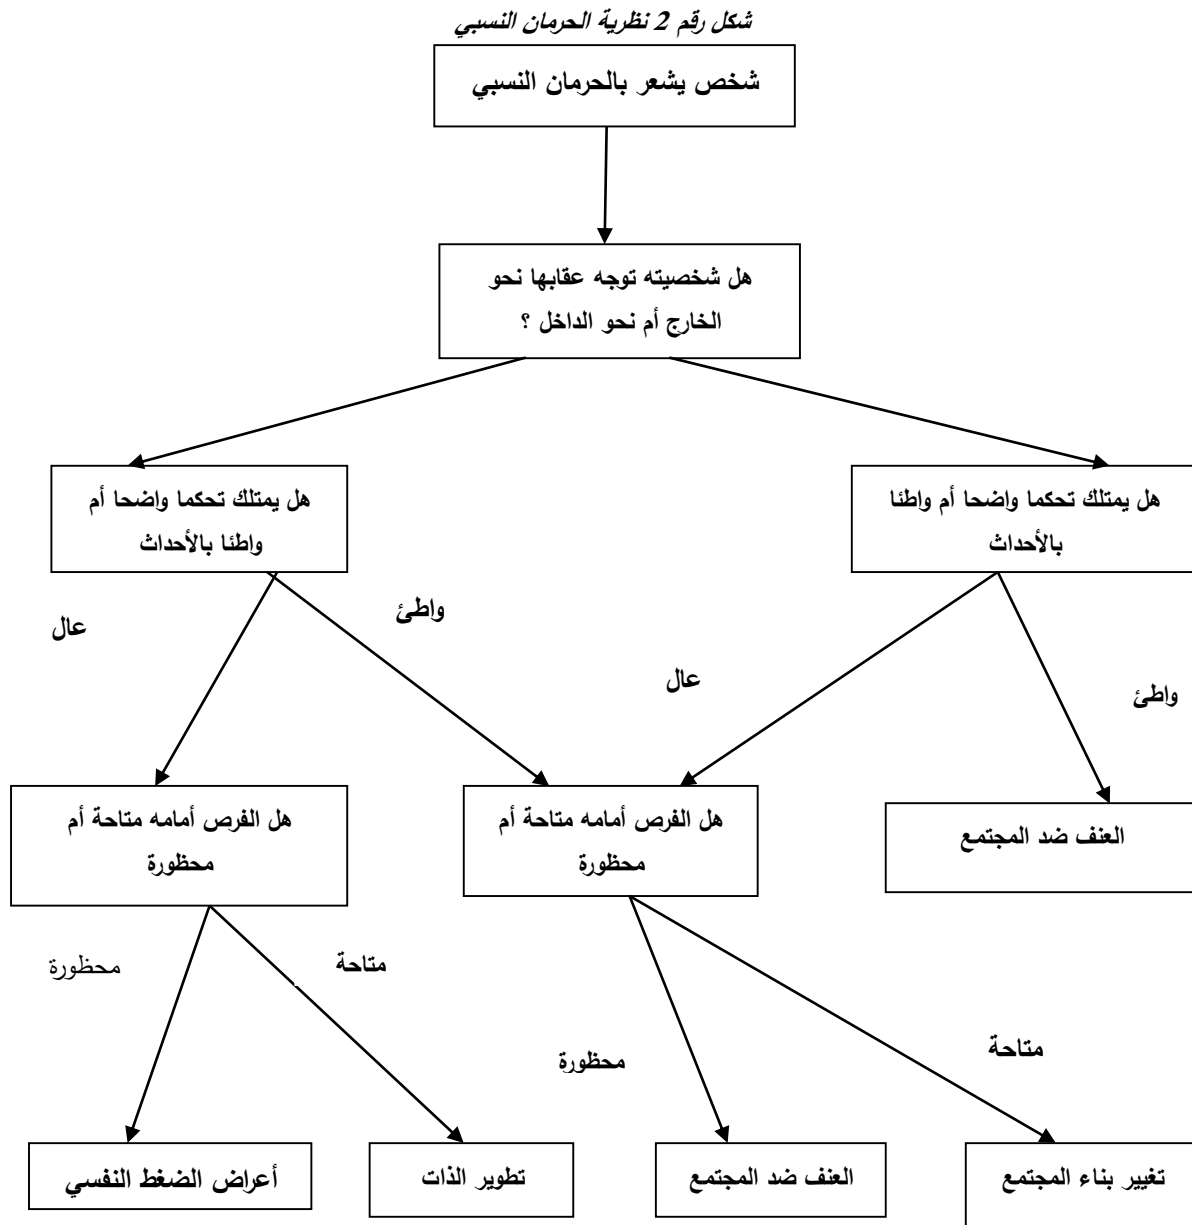 شكل رقم 2 نظرية الحرمان النسبي
شخص يشعر بالحرمان النسبي
هل شخصيته توجه عقابها نحو
الخارج أم نحو الداخل ؟
هل يمتلك تحكما واضحا أم واطئا
بالأحداث
هل يمتلك تحكما واضحا أم
واطئا بالأحداث
واطئ
عال
عال
واطئ
العنف ضد المجتمع
هل الفرص أمامه متاحة أم
محظورة
هل الفرص أمامه متاحة أم
محظورة
متاحة
محظورة
متاحة
محظورة
تغيير بناء المجتمع
العنف ضد المجتمع
تطوير الذات
أعراض الضغط النفسي